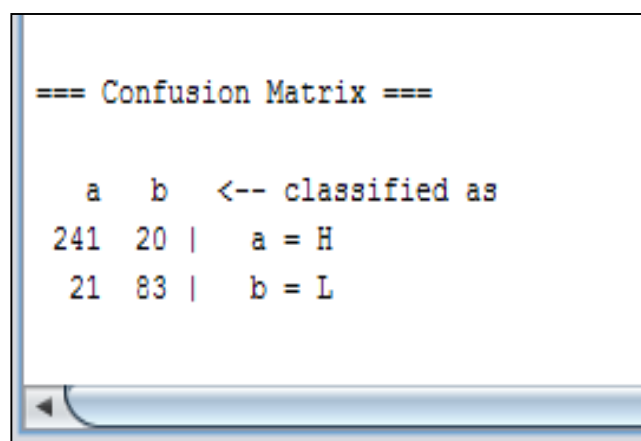 === Confusion Matrix ===
a b <-- classified as
241 20 | a = H
21 83 | b = L